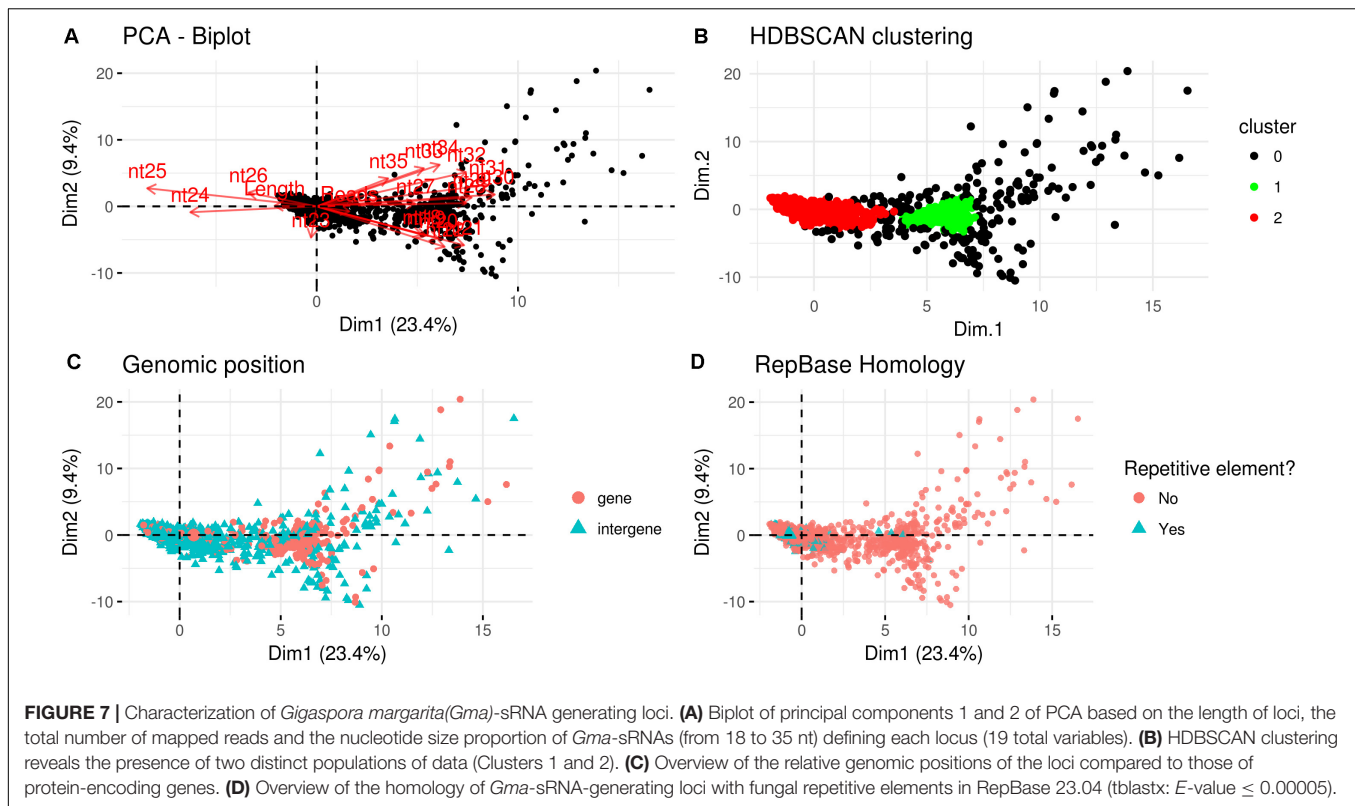 A PCA - Biplot
20
10
0
-10
Dim2 (9.4%)
nt25
nt24
nt26
Length
nt23
nt35
nt33
nt34
nt32
nt31
nt27
0
10
Dim1 (23.4%)
B HDBSCAN clustering
20
10
0
-10
Dim.2
0
5
10
15
Dim.1
cluster
0
1
2
C Genomic position
20
10
0
-10
Dim2 (9.4%)
0
5
10
15
Dim1 (23.4%)
gene
intergene
D RepBase Homology
20
10
0
-10
Dim2 (9.4%)
0
5
10
15
Dim1 (23.4%)
Repetitive element?
No
Yes
FIGURE 7 | Characterization of Gigaspora margarita(Gma)-sRNA generating loci. (A) Biplot of principal components 1 and 2 of PCA based on the length of loci, the
total number of mapped reads and the nucleotide size proportion of Gma-sRNAs (from 18 to 35 nt) defining each locus (19 total variables). (B) HDBSCAN clustering
reveals the presence of two distinct populations of data (Clusters 1 and 2). (C) Overview of the relative genomic positions of the loci compared to those of
protein-encoding genes. (D) Overview of the homology of Gma-sRNA-generating loci with fungal repetitive elements in RepBase 23.04 (tblastx: E-value ≤ 0.00005).